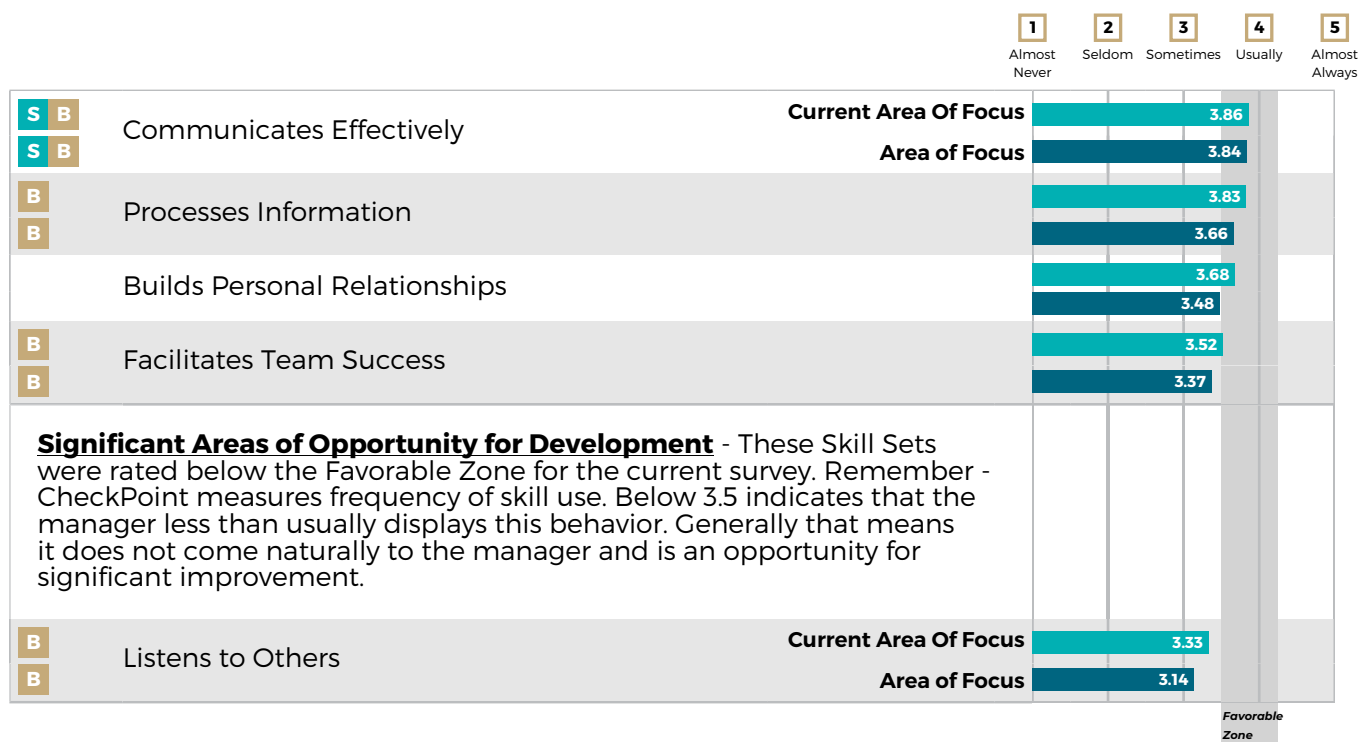 1 2 3 4 5
Almost Never Seldom Sometimes Usually Almost Always
S B
S B
Communicates Effectively
Current Area Of Focus 3.86
Area of Focus 3.84
B
B
Processes Information
3.83
3.66
Builds Personal Relationships
3.68
3.48
B
B
Facilitates Team Success
3.52
3.37
Significant Areas of Opportunity for Development - These Skill Sets
were rated below the Favorable Zone for the current survey. Remember -
CheckPoint measures frequency of skill use. Below 3.5 indicates that the
manager less than usually displays this behavior. Generally that means
it does not come naturally to the manager and is an opportunity for
significant improvement.
B
B
Listens to Others
Current Area Of Focus 3.33
Area of Focus 3.14
Favorable
Zone